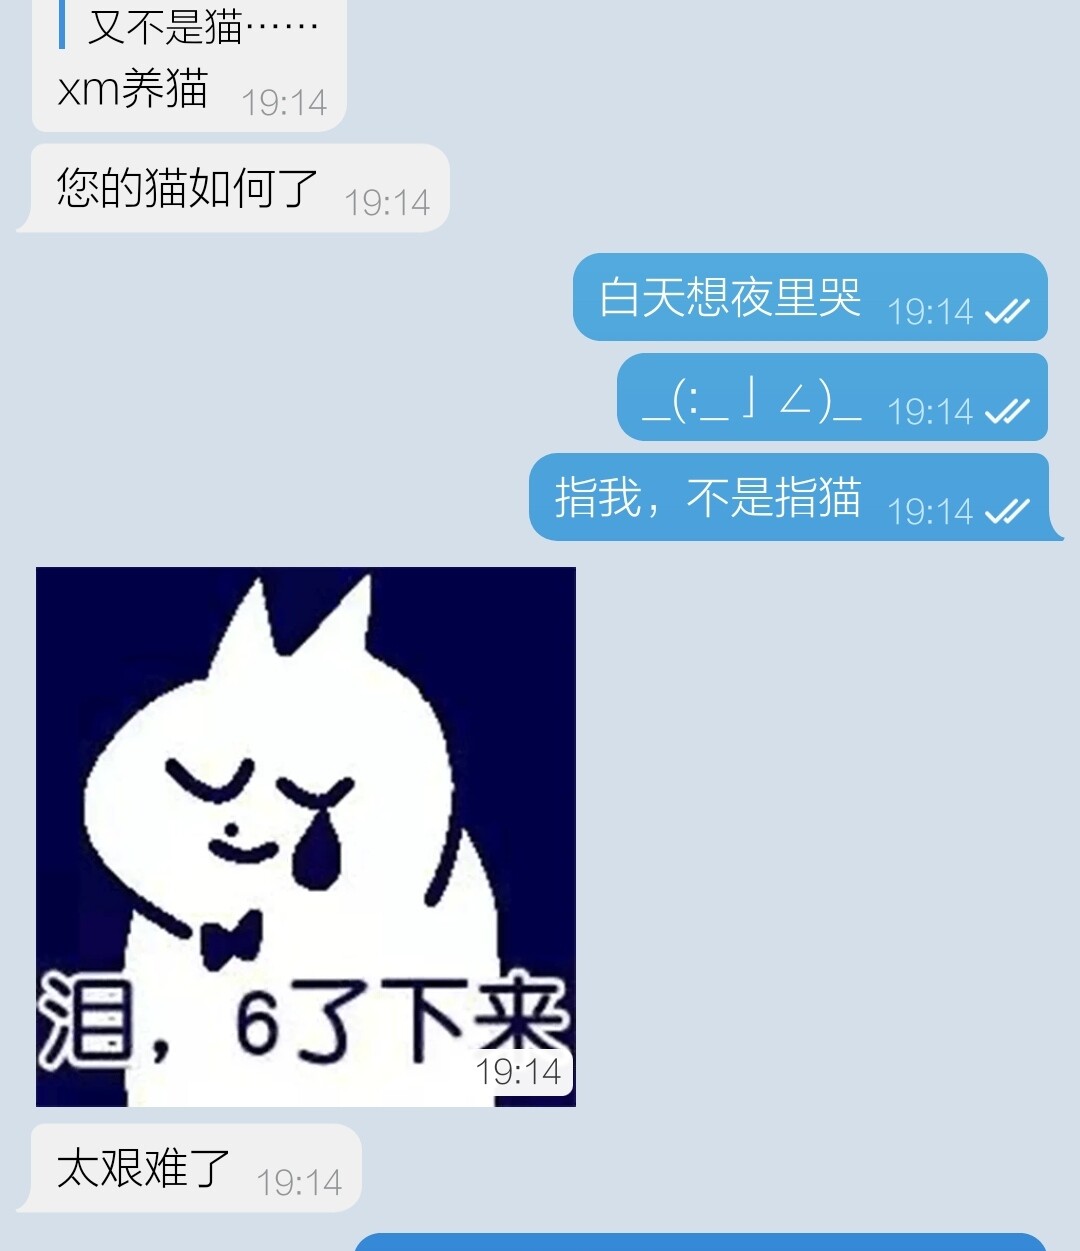 又不是猫……
xm养猫 19:14
您的猫如何了 19:14
白天想夜里哭 19:14
_(:_」∠)_ 19:14
指我，不是指猫 19:14
泪，6了下来
19:14
太艰难了 19:14